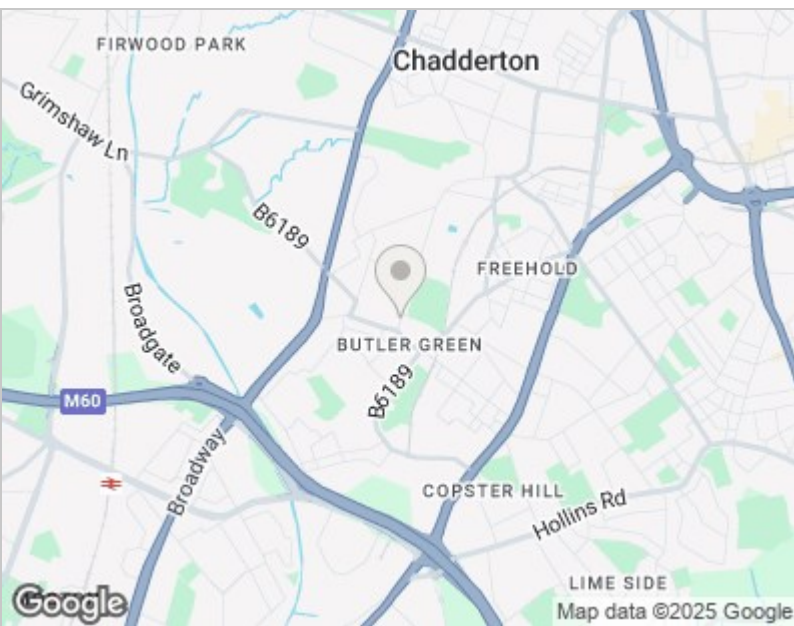 FIRWOOD PARK
Chadderton
Grimshaw Ln
B6189
FREEHOLD
Broadgate
BUTLER GREEN
B6189
M60
Broadway
COPSTER HILL
Hollins Rd
LIME SIDE
Google
Map data ©2025 Google